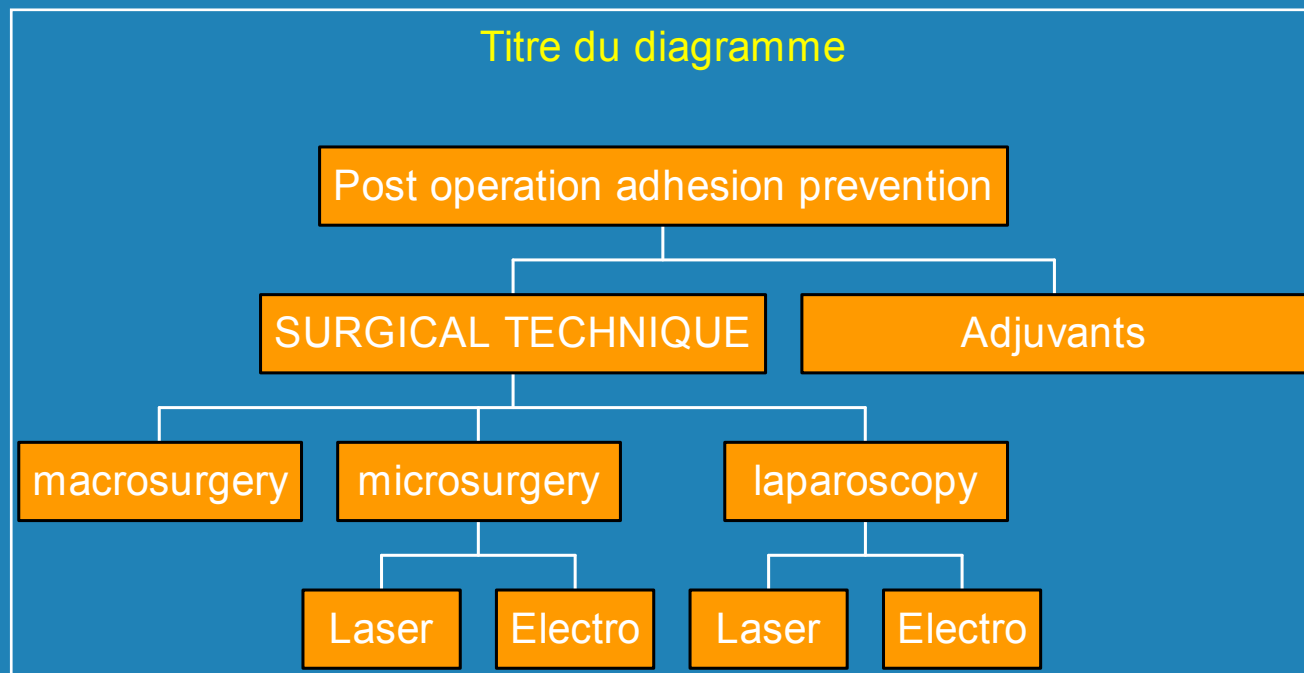 Titre du diagramme
Post operation adhesion prevention
SURGICAL TECHNIQUE
Adjuvants
macrosurgery
microsurgery
laparoscopy
Laser
Electro
Laser
Electro